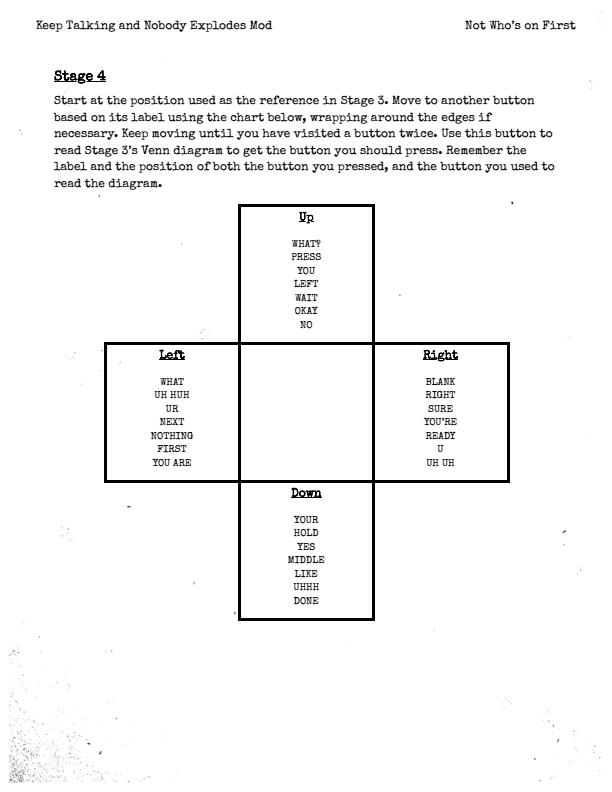 Keep Talking and Nobody Explodes Mod
Not Who's on First
Stage 4
Start at the position used as the reference in Stage 3. Move to another button
based on its label using the chart below, wrapping around the edges if
necessary. Keep moving until you have visited a button twice. Use this button to
read Stage 3's Venn diagram to get the button you should press. Remember the
label and the position of both the button you pressed, and the button you used to
read the diagram.
Up
WHAT?
PRESS
YOU
LEFT
WAIT
OKAY
NO
Left
WHAT
UH HUH
UR
NEXT
NOTHING
FIRST
YOU ARE
Right
BLANK
RIGHT
SURE
YOU'RE
READY
U
UH UH
Down
YOUR
HOLD
YES
MIDDLE
LIKE
UHHH
DONE